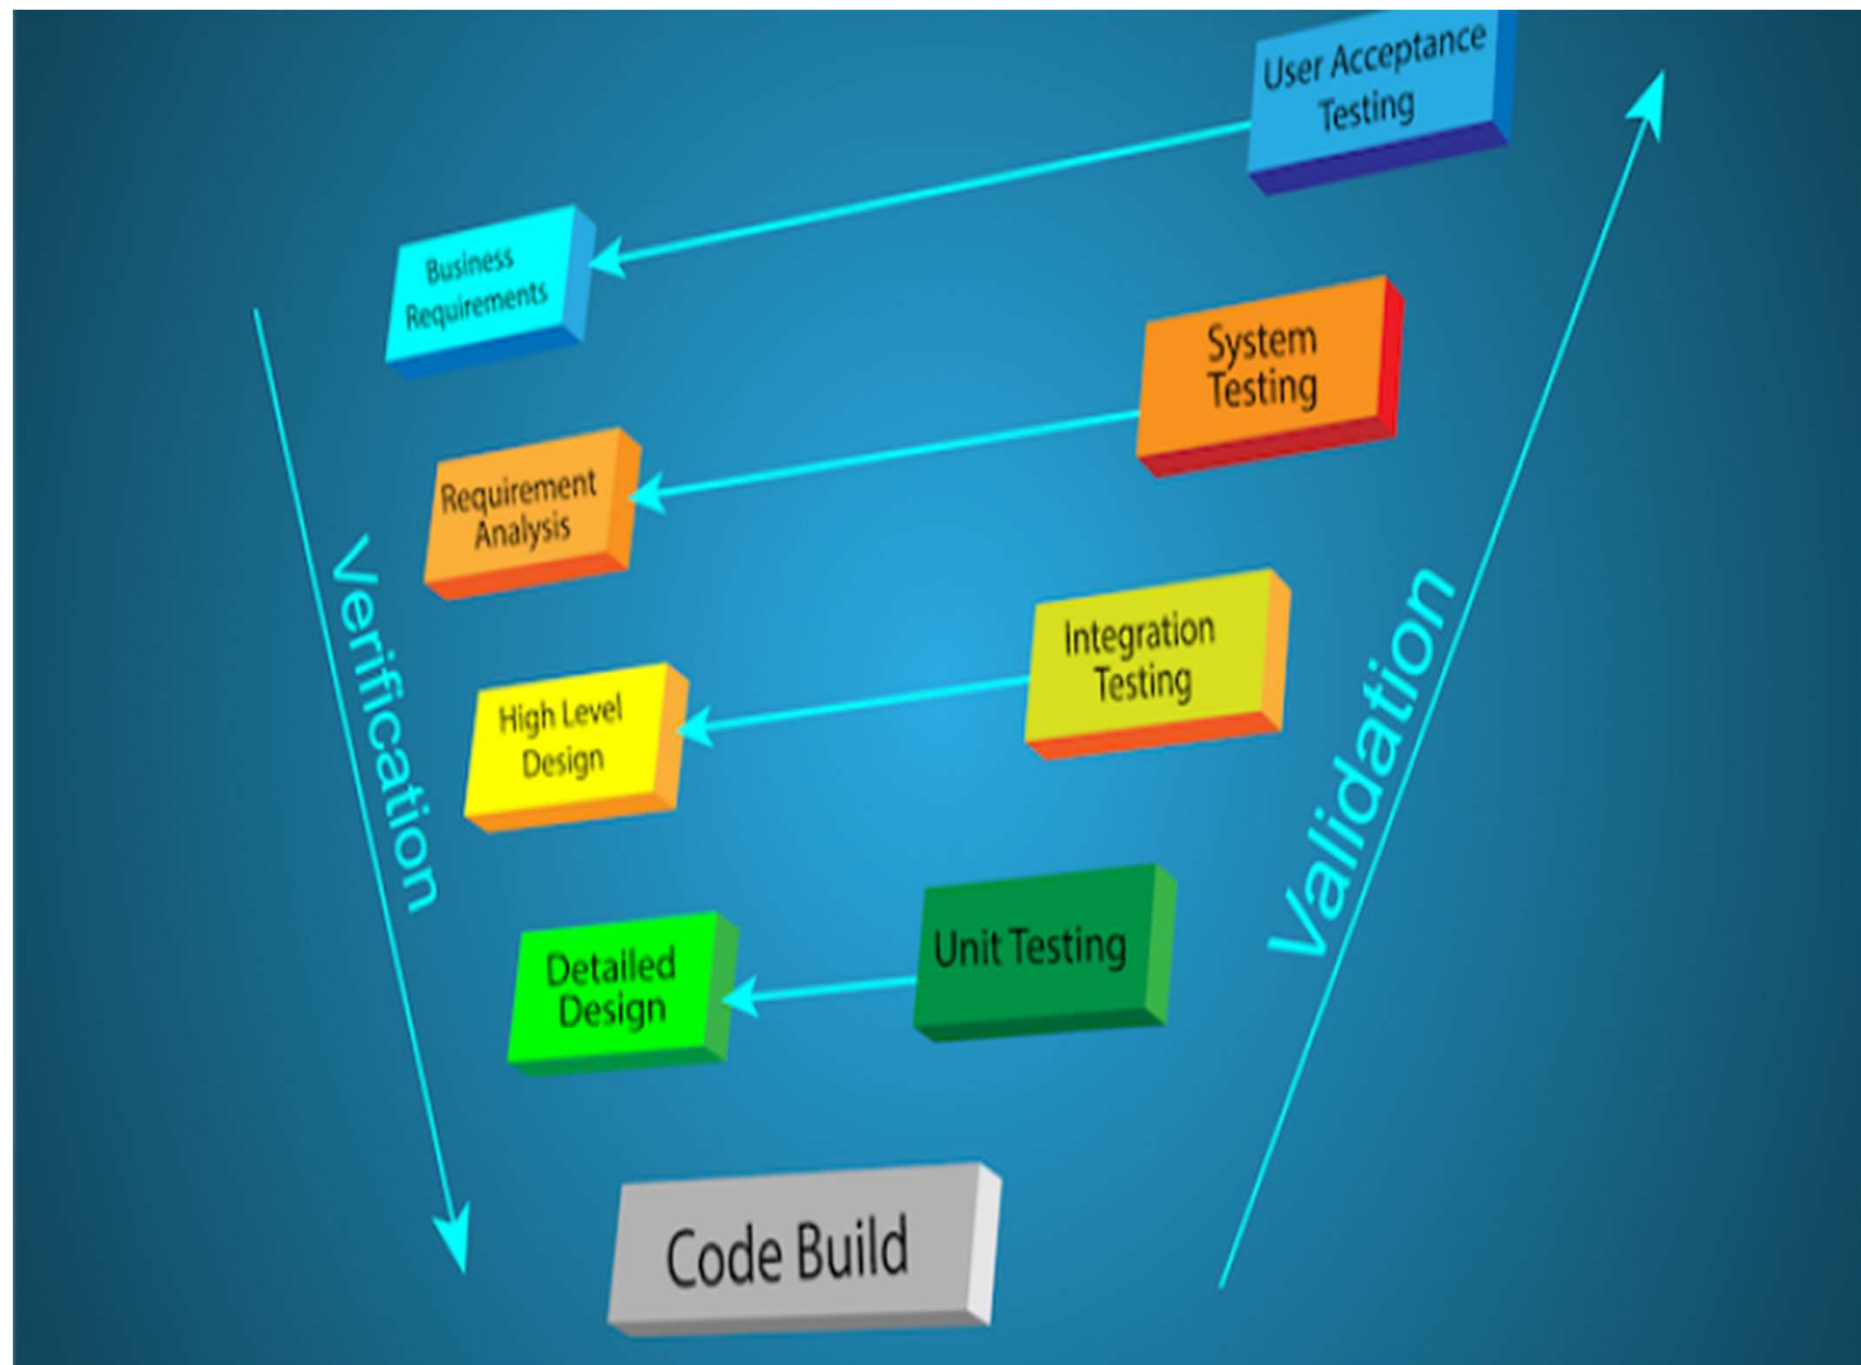 User Acceptance
Testing
Business
Requirements
System
Testing
Requirement
Analysis
Integration
Testing
High Level
Design
Unit Testing
Detailed
Design
Code Build
Verification
Validation